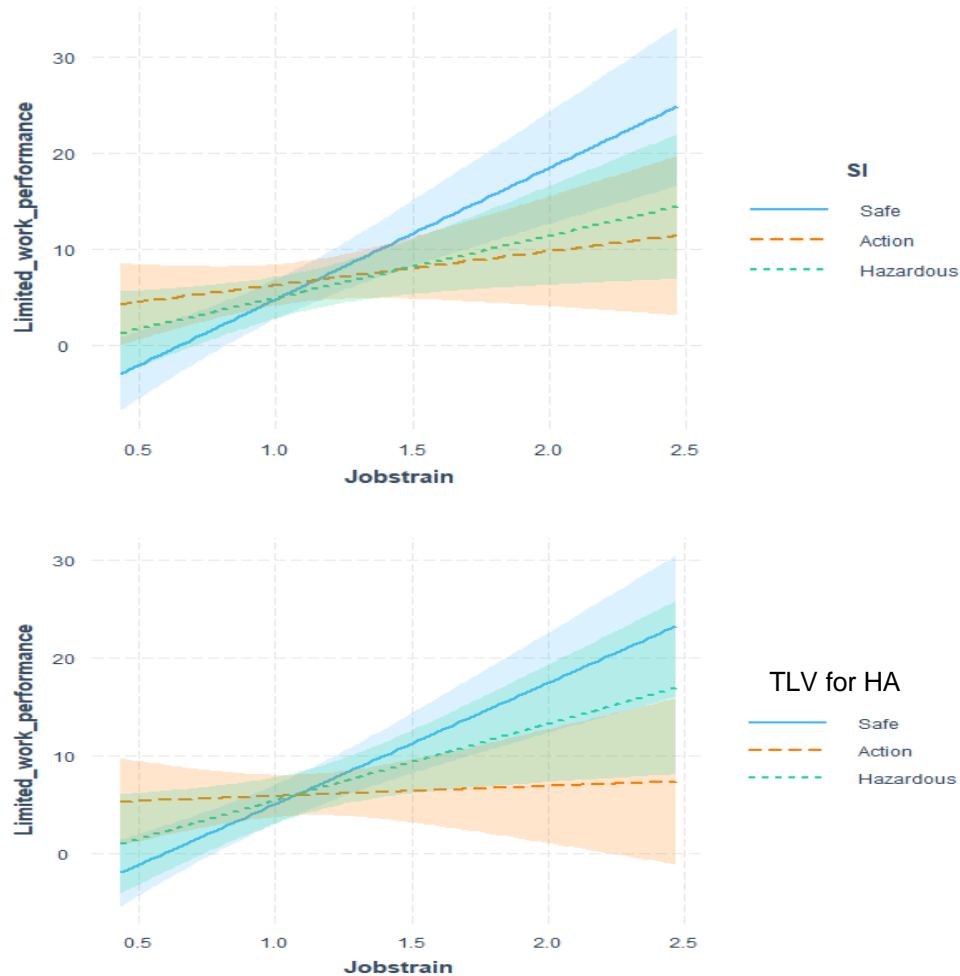 30
20
10
0
Limited_work_performance
0.5 1.0 1.5 2.0 2.5
Jobstrain
SI
Safe
Action
Hazardous
30
20
10
0
Limited_work_performance
0.5 1.0 1.5 2.0 2.5
Jobstrain
TLV for HA
Safe
Action
Hazardous